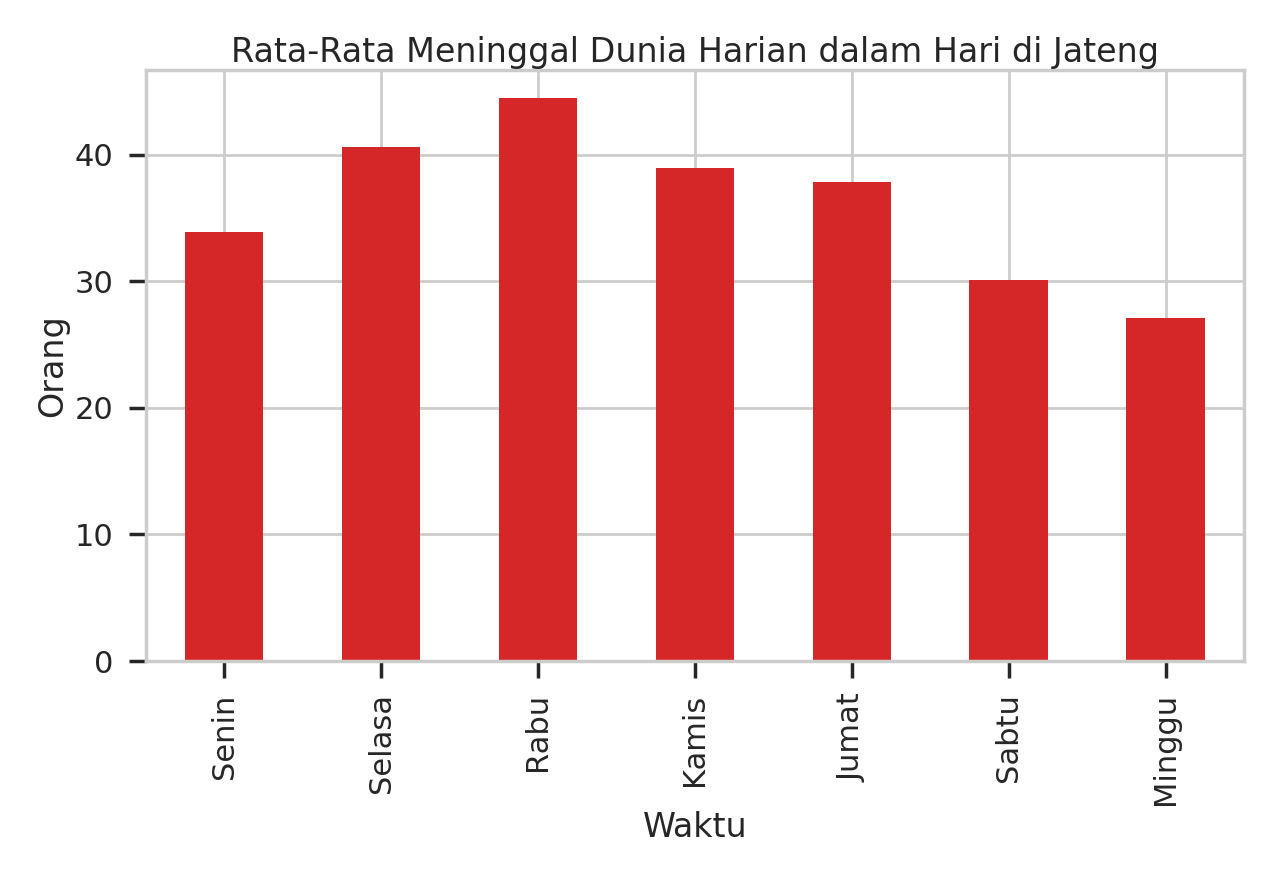 Rata-Rata Meninggal Dunia Harian dalam Hari di Jateng
Orang
40
30
20
10
0
Senin
Selasa
Rabu
Kamis
Jumat
Sabtu
Minggu
Waktu